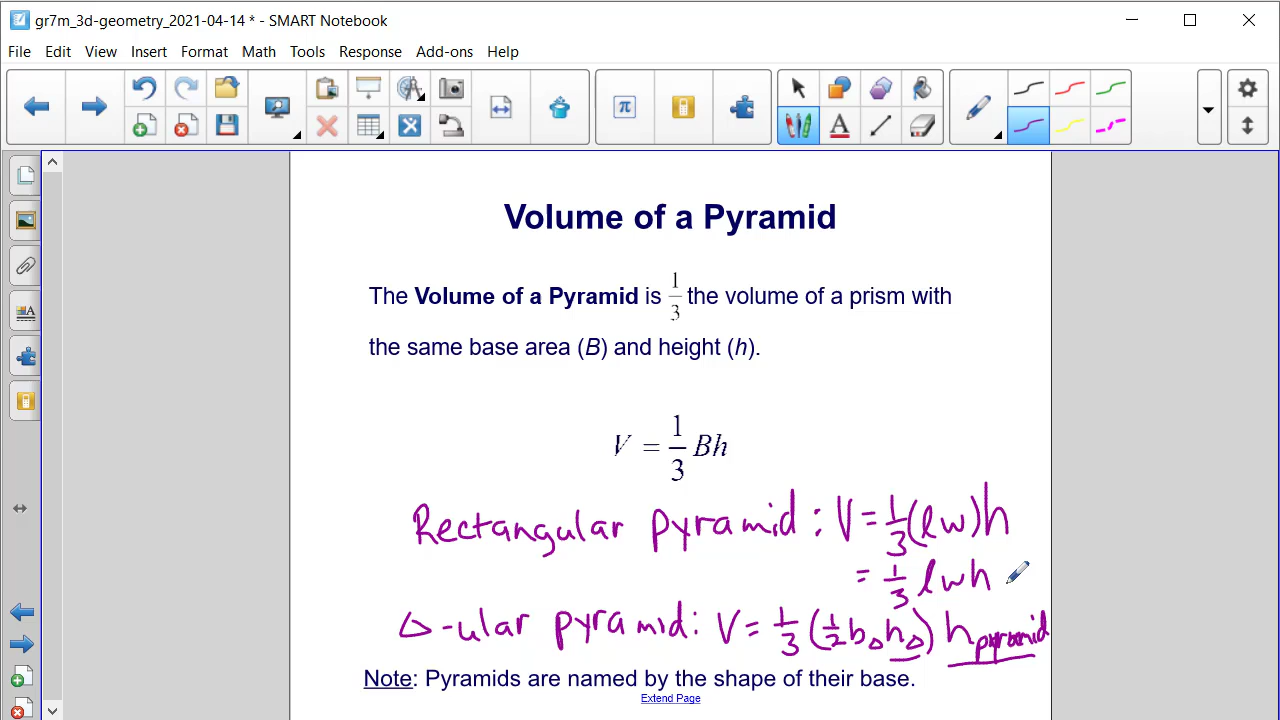 gr7m_3d-geometry_2021-04-14 * - SMART Notebook
File Edit View Insert Format Math Tools Response Add-ons Help
Volume of a Pyramid
The Volume of a Pyramid is 1/3 the volume of a prism with
the same base area (B) and height (h).
V = 1/3 Bh
Rectangular pyramid : V = 1/3 (lw)h
= 1/3 lwh
△-ular pyramid: V = 1/3 (1/2 b△ h△) h pyramid
Note: Pyramids are named by the shape of their base.
Extend Page